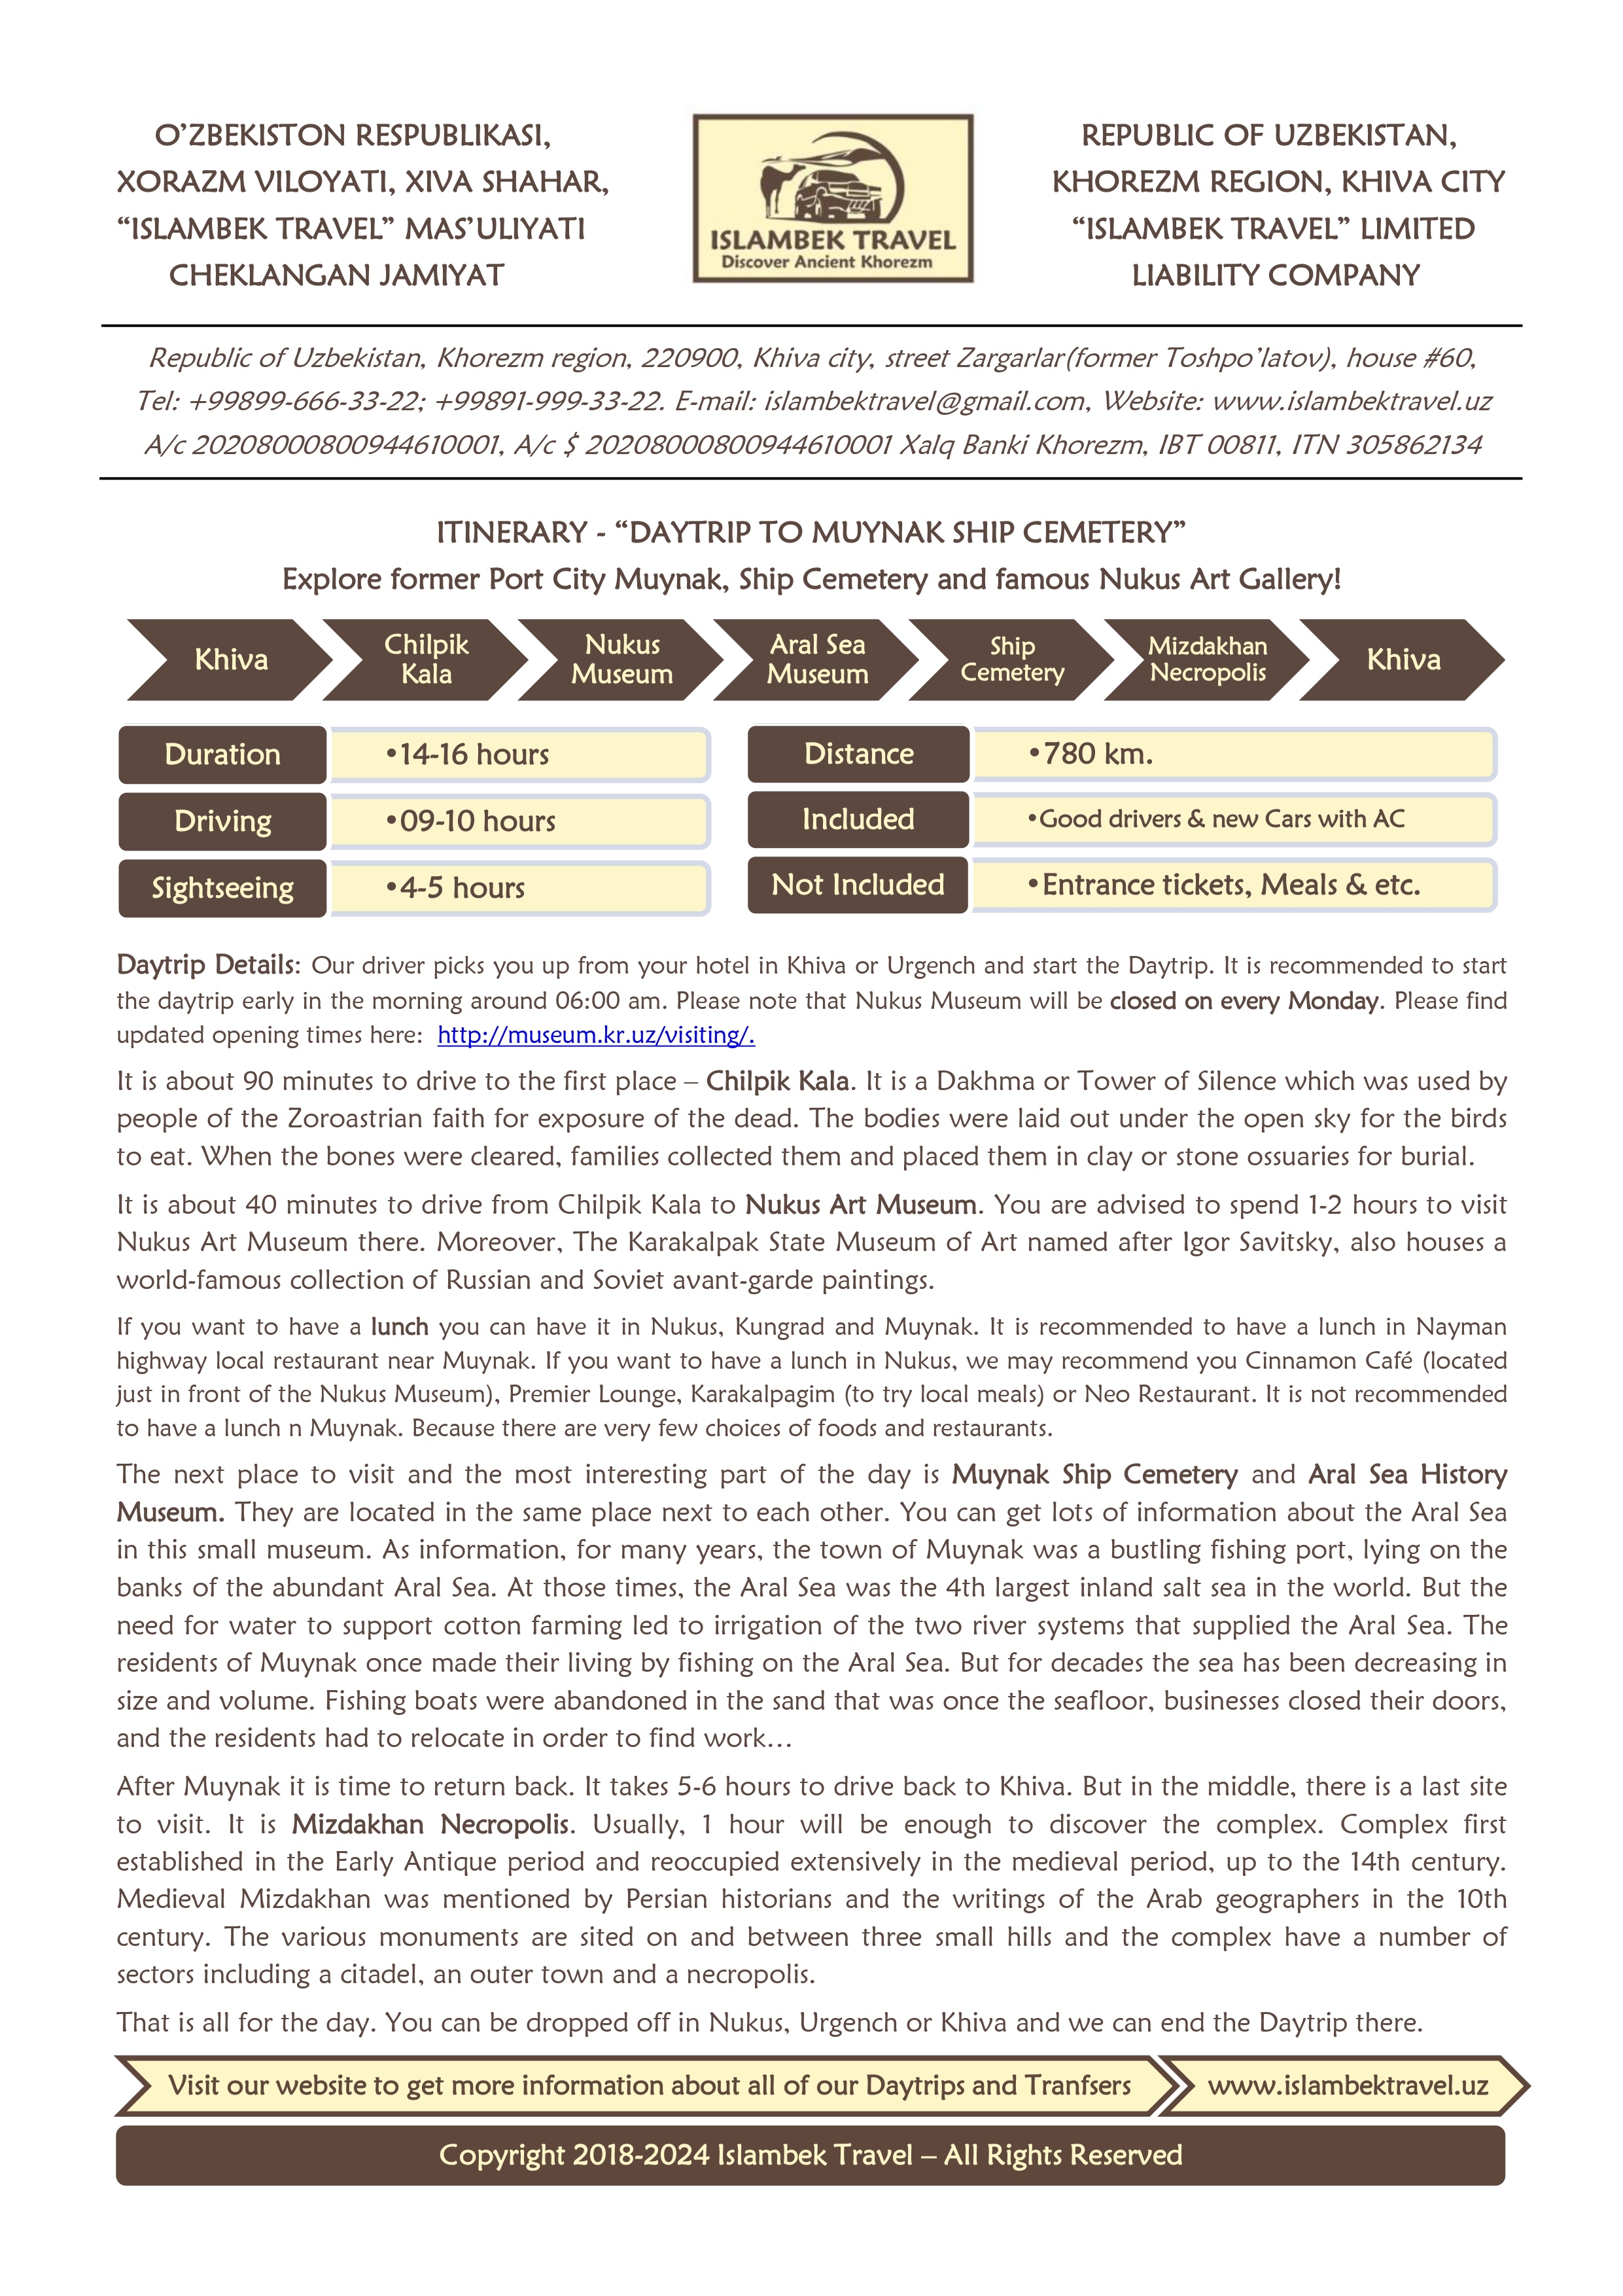 O’ZBEKISTON RESPUBLIKASI,
XORAZM VILOYATI, XIVA SHAHAR,
“ISLAMBEK TRAVEL” MAS’ULIYATI
CHEKLANGAN JAMIYAT
ISLAMBEK TRAVEL
Discover Ancient Khorezm
REPUBLIC OF UZBEKISTAN,
KHOREZM REGION, KHIVA CITY
“ISLAMBEK TRAVEL” LIMITED
LIABILITY COMPANY
Republic of Uzbekistan, Khorezm region, 220900, Khiva city, street Zargarlar(former Toshpo’latov), house #60,
Tel: +99899-666-33-22; +99891-999-33-22. E-mail: islambektravel@gmail.com, Website: www.islambektravel.uz
A/c 20208000800944610001, A/c $ 20208000800944610001 Xalq Banki Khorezm, IBT 00811, ITN 305862134
ITINERARY - “DAYTRIP TO MUYNAK SHIP CEMETERY”
Explore former Port City Muynak, Ship Cemetery and famous Nukus Art Gallery!
Khiva
Chilpik
Kala
Nukus
Museum
Aral Sea
Museum
Ship
Cemetery
Mizdakhan
Necropolis
Khiva
Duration
•14-16 hours
Driving
•09-10 hours
Sightseeing
•4-5 hours
Distance
•780 km.
Included
•Good drivers & new Cars with AC
Not Included
•Entrance tickets, Meals & etc.
Daytrip Details: Our driver picks you up from your hotel in Khiva or Urgench and start the Daytrip. It is recommended to start
the daytrip early in the morning around 06:00 am. Please note that Nukus Museum will be closed on every Monday. Please find
updated opening times here: http://museum.kr.uz/visiting/.
It is about 90 minutes to drive to the first place – Chilpik Kala. It is a Dakhma or Tower of Silence which was used by
people of the Zoroastrian faith for exposure of the dead. The bodies were laid out under the open sky for the birds
to eat. When the bones were cleared, families collected them and placed them in clay or stone ossuaries for burial.
It is about 40 minutes to drive from Chilpik Kala to Nukus Art Museum. You are advised to spend 1-2 hours to visit
Nukus Art Museum there. Moreover, The Karakalpak State Museum of Art named after Igor Savitsky, also houses a
world-famous collection of Russian and Soviet avant-garde paintings.
If you want to have a lunch you can have it in Nukus, Kungrad and Muynak. It is recommended to have a lunch in Nayman
highway local restaurant near Muynak. If you want to have a lunch in Nukus, we may recommend you Cinnamon Café (located
just in front of the Nukus Museum), Premier Lounge, Karakalpagim (to try local meals) or Neo Restaurant. It is not recommended
to have a lunch n Muynak. Because there are very few choices of foods and restaurants.
The next place to visit and the most interesting part of the day is Muynak Ship Cemetery and Aral Sea History
Museum. They are located in the same place next to each other. You can get lots of information about the Aral Sea
in this small museum. As information, for many years, the town of Muynak was a bustling fishing port, lying on the
banks of the abundant Aral Sea. At those times, the Aral Sea was the 4th largest inland salt sea in the world. But the
need for water to support cotton farming led to irrigation of the two river systems that supplied the Aral Sea. The
residents of Muynak once made their living by fishing on the Aral Sea. But for decades the sea has been decreasing in
size and volume. Fishing boats were abandoned in the sand that was once the seafloor, businesses closed their doors,
and the residents had to relocate in order to find work…
After Muynak it is time to return back. It takes 5-6 hours to drive back to Khiva. But in the middle, there is a last site
to visit. It is Mizdakhan Necropolis. Usually, 1 hour will be enough to discover the complex. Complex first
established in the Early Antique period and reoccupied extensively in the medieval period, up to the 14th century.
Medieval Mizdakhan was mentioned by Persian historians and the writings of the Arab geographers in the 10th
century. The various monuments are sited on and between three small hills and the complex have a number of
sectors including a citadel, an outer town and a necropolis.
That is all for the day. You can be dropped off in Nukus, Urgench or Khiva and we can end the Daytrip there.
Visit our website to get more information about all of our Daytrips and Tranfsers
www.islambektravel.uz
Copyright 2018-2024 Islambek Travel – All Rights Reserved